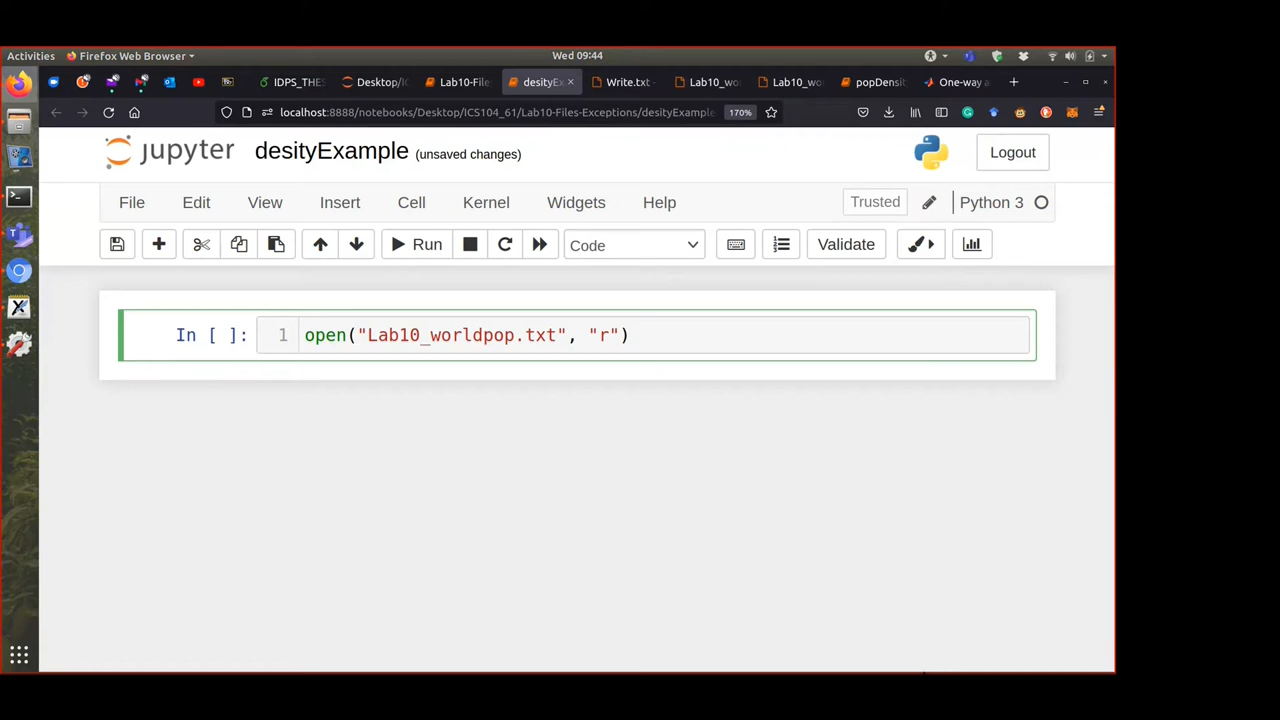 Activities Firefox Web Browser Wed 09:44
IDPS_THES Desktop/IC Lab10-File desityEx × Write.txt - Lab10_wo Lab10_wo popDensit One-way a +
localhost:8888/notebooks/Desktop/ICS104_61/Lab10-Files-Exceptions/desityExample 170%
jupyter desityExample (unsaved changes) Logout
File Edit View Insert Cell Kernel Widgets Help Trusted Python 3
Run Code Validate
In [ ]: 1 open("Lab10_worldpop.txt", "r")